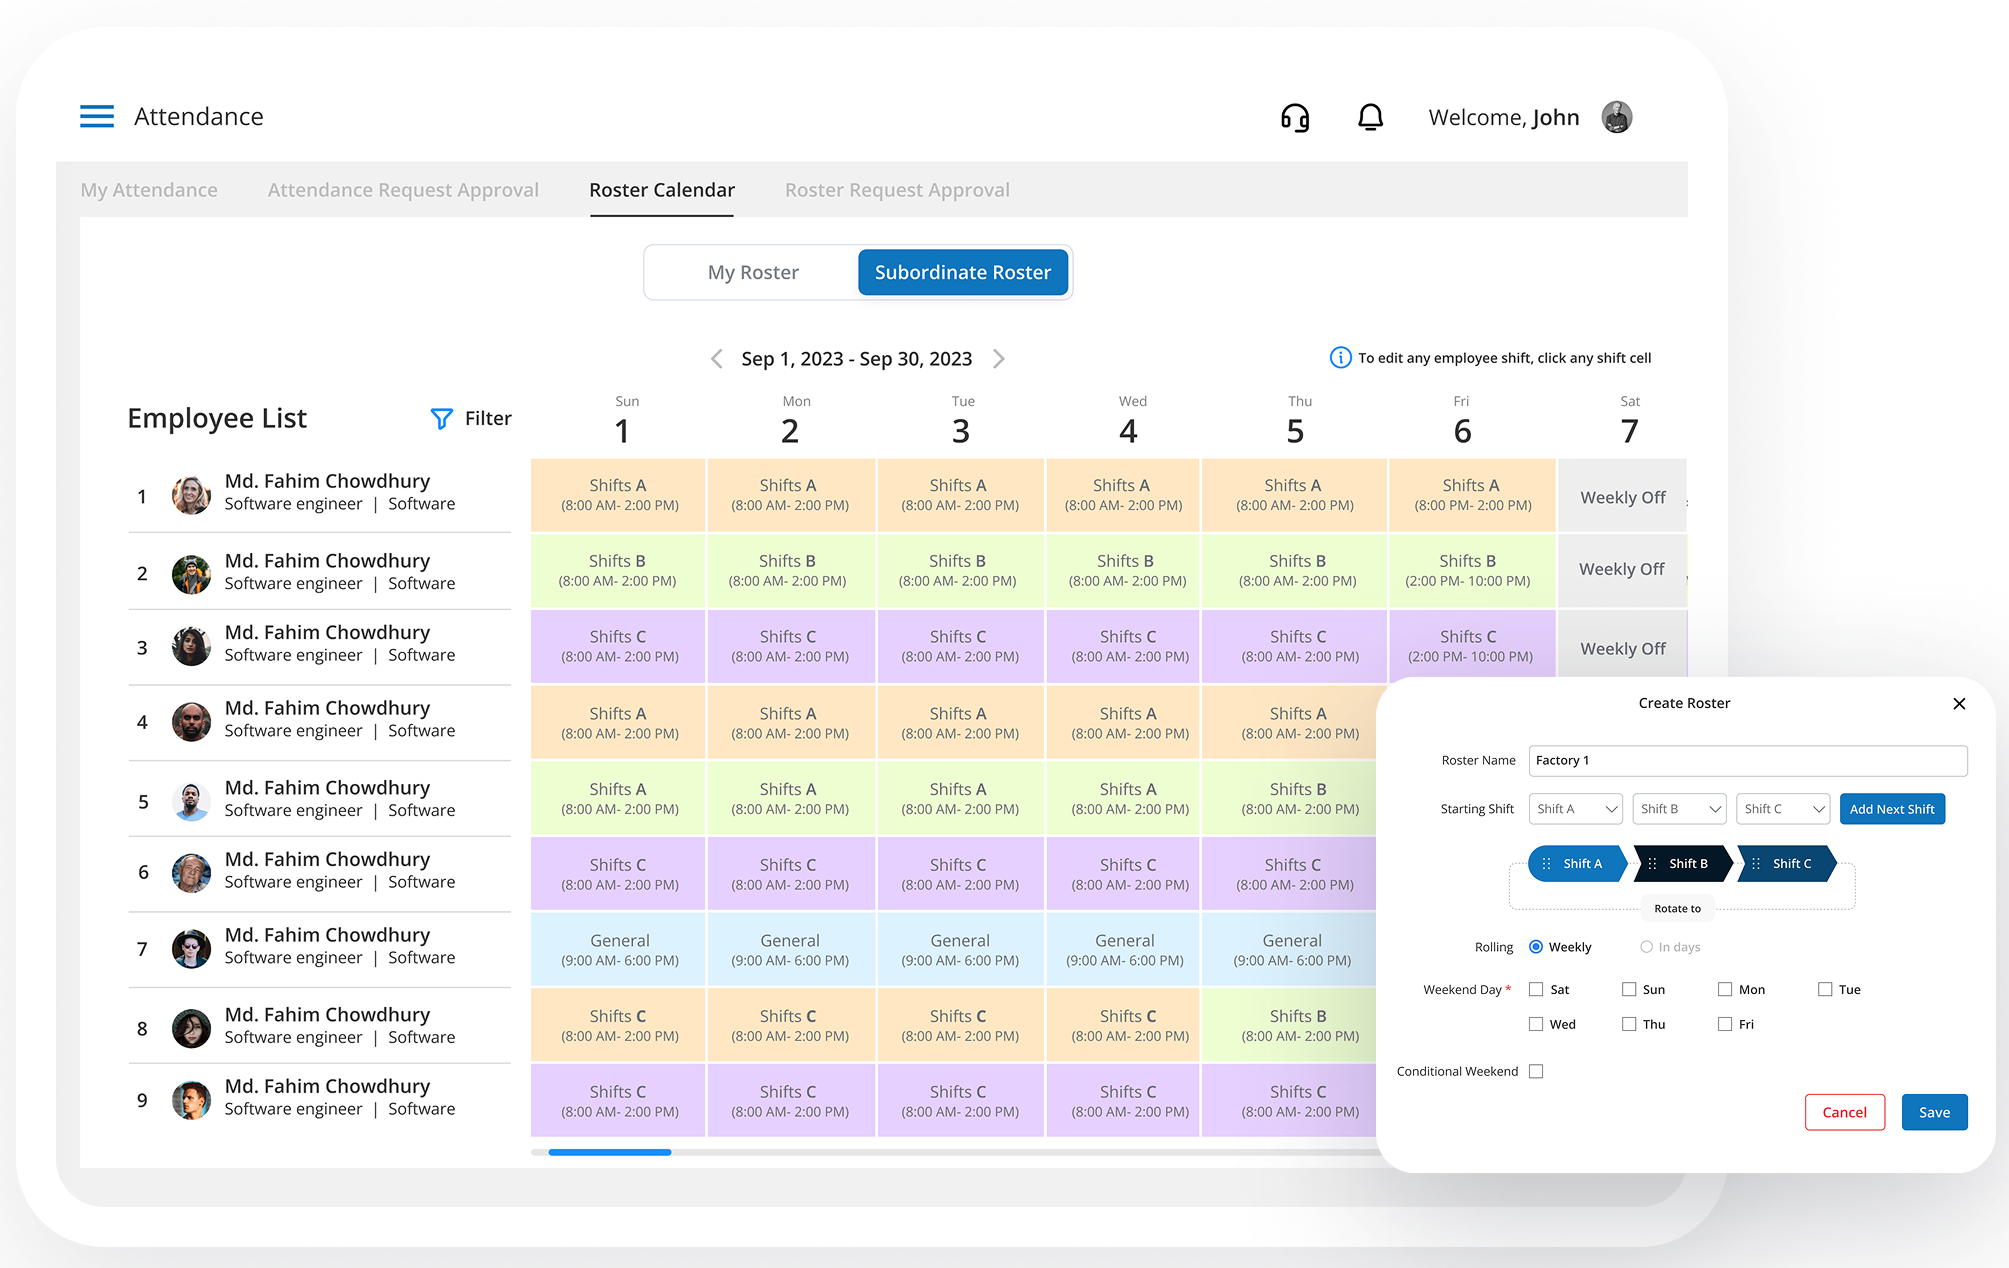 Attendance
Welcome, John
My Attendance Attendance Request Approval Roster Calendar Roster Request Approval
My Roster Subordinate Roster
Sep 1, 2023 - Sep 30, 2023
To edit any employee shift, click any shift cell
Employee List Filter
Sun Mon Tue Wed Thu Fri Sat
1 2 3 4 5 6 7
1 Md. Fahim Chowdhury
Software engineer | Software
Shifts A Shifts A Shifts A Shifts A Shifts A Shifts A Weekly Off
(8:00 AM- 2:00 PM) (8:00 AM- 2:00 PM) (8:00 AM- 2:00 PM) (8:00 AM- 2:00 PM) (8:00 AM- 2:00 PM) (8:00 PM- 2:00 PM)
2 Md. Fahim Chowdhury
Software engineer | Software
Shifts B Shifts B Shifts B Shifts B Shifts B Shifts B Weekly Off
(8:00 AM- 2:00 PM) (8:00 AM- 2:00 PM) (8:00 AM- 2:00 PM) (8:00 AM- 2:00 PM) (8:00 AM- 2:00 PM) (2:00 PM- 10:00 PM)
3 Md. Fahim Chowdhury
Software engineer | Software
Shifts C Shifts C Shifts C Shifts C Shifts C Shifts C Weekly Off
(8:00 AM- 2:00 PM) (8:00 AM- 2:00 PM) (8:00 AM- 2:00 PM) (8:00 AM- 2:00 PM) (8:00 AM- 2:00 PM) (2:00 PM- 10:00 PM)
4 Md. Fahim Chowdhury
Software engineer | Software
Shifts A Shifts A Shifts A Shifts A Shifts A
(8:00 AM- 2:00 PM) (8:00 AM- 2:00 PM) (8:00 AM- 2:00 PM) (8:00 AM- 2:00 PM) (8:00 AM- 2:00 PM)
5 Md. Fahim Chowdhury
Software engineer | Software
Shifts A Shifts A Shifts A Shifts A Shifts B
(8:00 AM- 2:00 PM) (8:00 AM- 2:00 PM) (8:00 AM- 2:00 PM) (8:00 AM- 2:00 PM) (8:00 AM- 2:00 PM)
6 Md. Fahim Chowdhury
Software engineer | Software
Shifts C Shifts C Shifts C Shifts C Shifts C
(8:00 AM- 2:00 PM) (8:00 AM- 2:00 PM) (8:00 AM- 2:00 PM) (8:00 AM- 2:00 PM) (8:00 AM- 2:00 PM)
7 Md. Fahim Chowdhury
Software engineer | Software
General General General General General
(9:00 AM- 6:00 PM) (9:00 AM- 6:00 PM) (9:00 AM- 6:00 PM) (9:00 AM- 6:00 PM) (9:00 AM- 6:00 PM)
8 Md. Fahim Chowdhury
Software engineer | Software
Shifts C Shifts C Shifts C Shifts C Shifts B
(8:00 AM- 2:00 PM) (8:00 AM- 2:00 PM) (8:00 AM- 2:00 PM) (8:00 AM- 2:00 PM) (8:00 AM- 2:00 PM)
9 Md. Fahim Chowdhury
Software engineer | Software
Shifts C Shifts C Shifts C Shifts C Shifts C
(8:00 AM- 2:00 PM) (8:00 AM- 2:00 PM) (8:00 AM- 2:00 PM) (8:00 AM- 2:00 PM) (8:00 AM- 2:00 PM)
Create Roster
Roster Name Factory 1
Starting Shift Shift A Shift B Shift C Add Next Shift
Shift A Shift B Shift C
Rotate to
Rolling Weekly In days
Weekend Day * Sat Sun Mon Tue
Wed Thu Fri
Conditional Weekend
Cancel Save